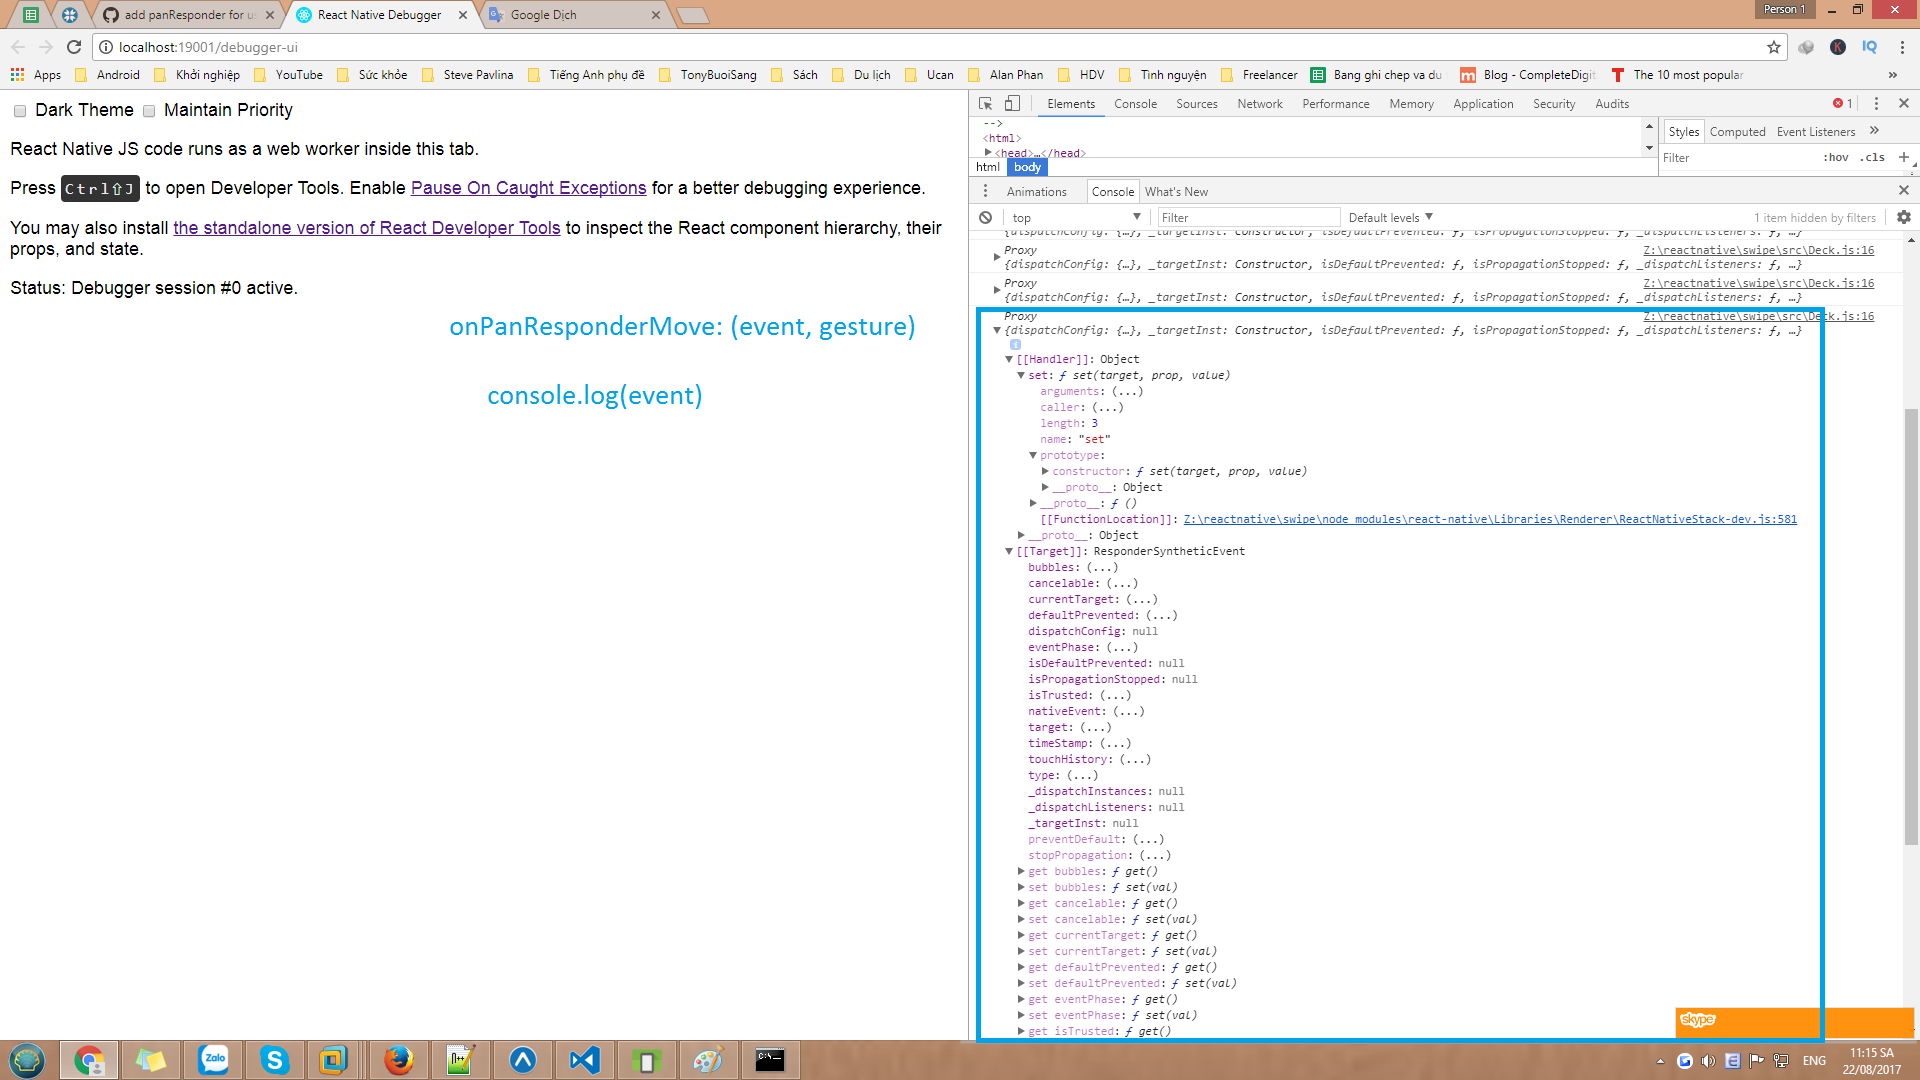 add panResponder for us
React Native Debugger
Google Dịch
Person 1
localhost:19001/debugger-ui
IQ
Apps
Android
Khởi nghiệp
YouTube
Sức khỏe
Steve Pavlina
Tiếng Anh phụ đề
TonyBuoiSang
Sách
Du lịch
Ucan
Alan Phan
HDV
Tình nguyện
Freelancer
Bang ghi chep va du
Blog - CompleteDigit
The 10 most popular
»
Dark Theme
Maintain Priority
React Native JS code runs as a web worker inside this tab.
Press Ctrl⇧J to open Developer Tools. Enable Pause On Caught Exceptions for a better debugging experience.
You may also install the standalone version of React Developer Tools to inspect the React component hierarchy, their
props, and state.
Status: Debugger session #0 active.
onPanResponderMove: (event, gesture)
console.log(event)
Elements
Console
Sources
Network
Performance
Memory
Application
Security
Audits
1
-->
<html>
<head>…</head>
html
body
Styles
Computed
Event Listeners
»
Filter
:hov
.cls
+
Animations
Console
What's New
top
Filter
Default levels ▼
1 item hidden by filters
{dispatchConfig: {…}, _targetInst: Constructor, isDefaultPrevented: ƒ, isPropagationStopped: ƒ, _dispatchListeners: ƒ, …}
Proxy
Z:\reactnative\swipe\src\Deck.js:16
{dispatchConfig: {…}, _targetInst: Constructor, isDefaultPrevented: ƒ, isPropagationStopped: ƒ, _dispatchListeners: ƒ, …}
Proxy
Z:\reactnative\swipe\src\Deck.js:16
{dispatchConfig: {…}, _targetInst: Constructor, isDefaultPrevented: ƒ, isPropagationStopped: ƒ, _dispatchListeners: ƒ, …}
Proxy
Z:\reactnative\swipe\src\Deck.js:16
{dispatchConfig: {…}, _targetInst: Constructor, isDefaultPrevented: ƒ, isPropagationStopped: ƒ, _dispatchListeners: ƒ, …}
i
[[Handler]]: Object
set: ƒ set(target, prop, value)
arguments: (...)
caller: (...)
length: 3
name: "set"
prototype:
constructor: ƒ set(target, prop, value)
__proto__: Object
__proto__: ƒ ()
[[FunctionLocation]]: Z:\reactnative\swipe\node_modules\react-native\Libraries\Renderer\ReactNativeStack-dev.js:581
__proto__: Object
[[Target]]: ResponderSyntheticEvent
bubbles: (...)
cancelable: (...)
currentTarget: (...)
defaultPrevented: (...)
dispatchConfig: null
eventPhase: (...)
isDefaultPrevented: null
isPropagationStopped: null
isTrusted: (...)
nativeEvent: (...)
target: (...)
timeStamp: (...)
touchHistory: (...)
type: (...)
_dispatchInstances: null
_dispatchListeners: null
_targetInst: null
preventDefault: (...)
stopPropagation: (...)
get bubbles: ƒ get()
set bubbles: ƒ set(val)
get cancelable: ƒ get()
set cancelable: ƒ set(val)
get currentTarget: ƒ get()
set currentTarget: ƒ set(val)
get defaultPrevented: ƒ get()
set defaultPrevented: ƒ set(val)
get eventPhase: ƒ get()
set eventPhase: ƒ set(val)
get isTrusted: ƒ get()
skype
Zalo
ENG
11:15 SA
22/08/2017